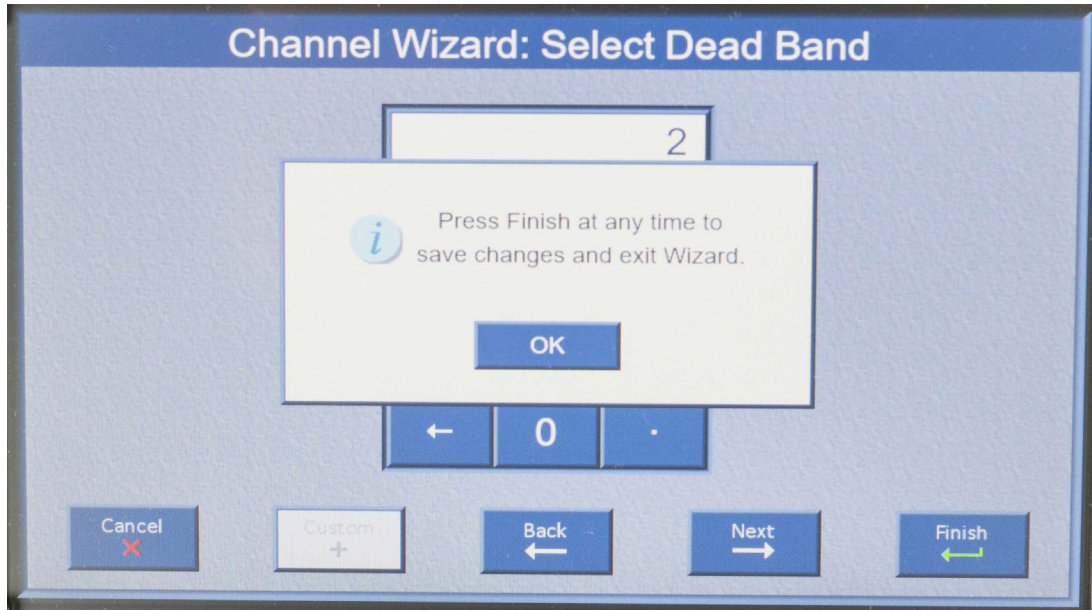 Channel Wizard: Select Dead Band
2
i
Press Finish at any time to
save changes and exit Wizard.
OK
← 0 .
Cancel
Custom
+
Back
←
Next
→
Finish